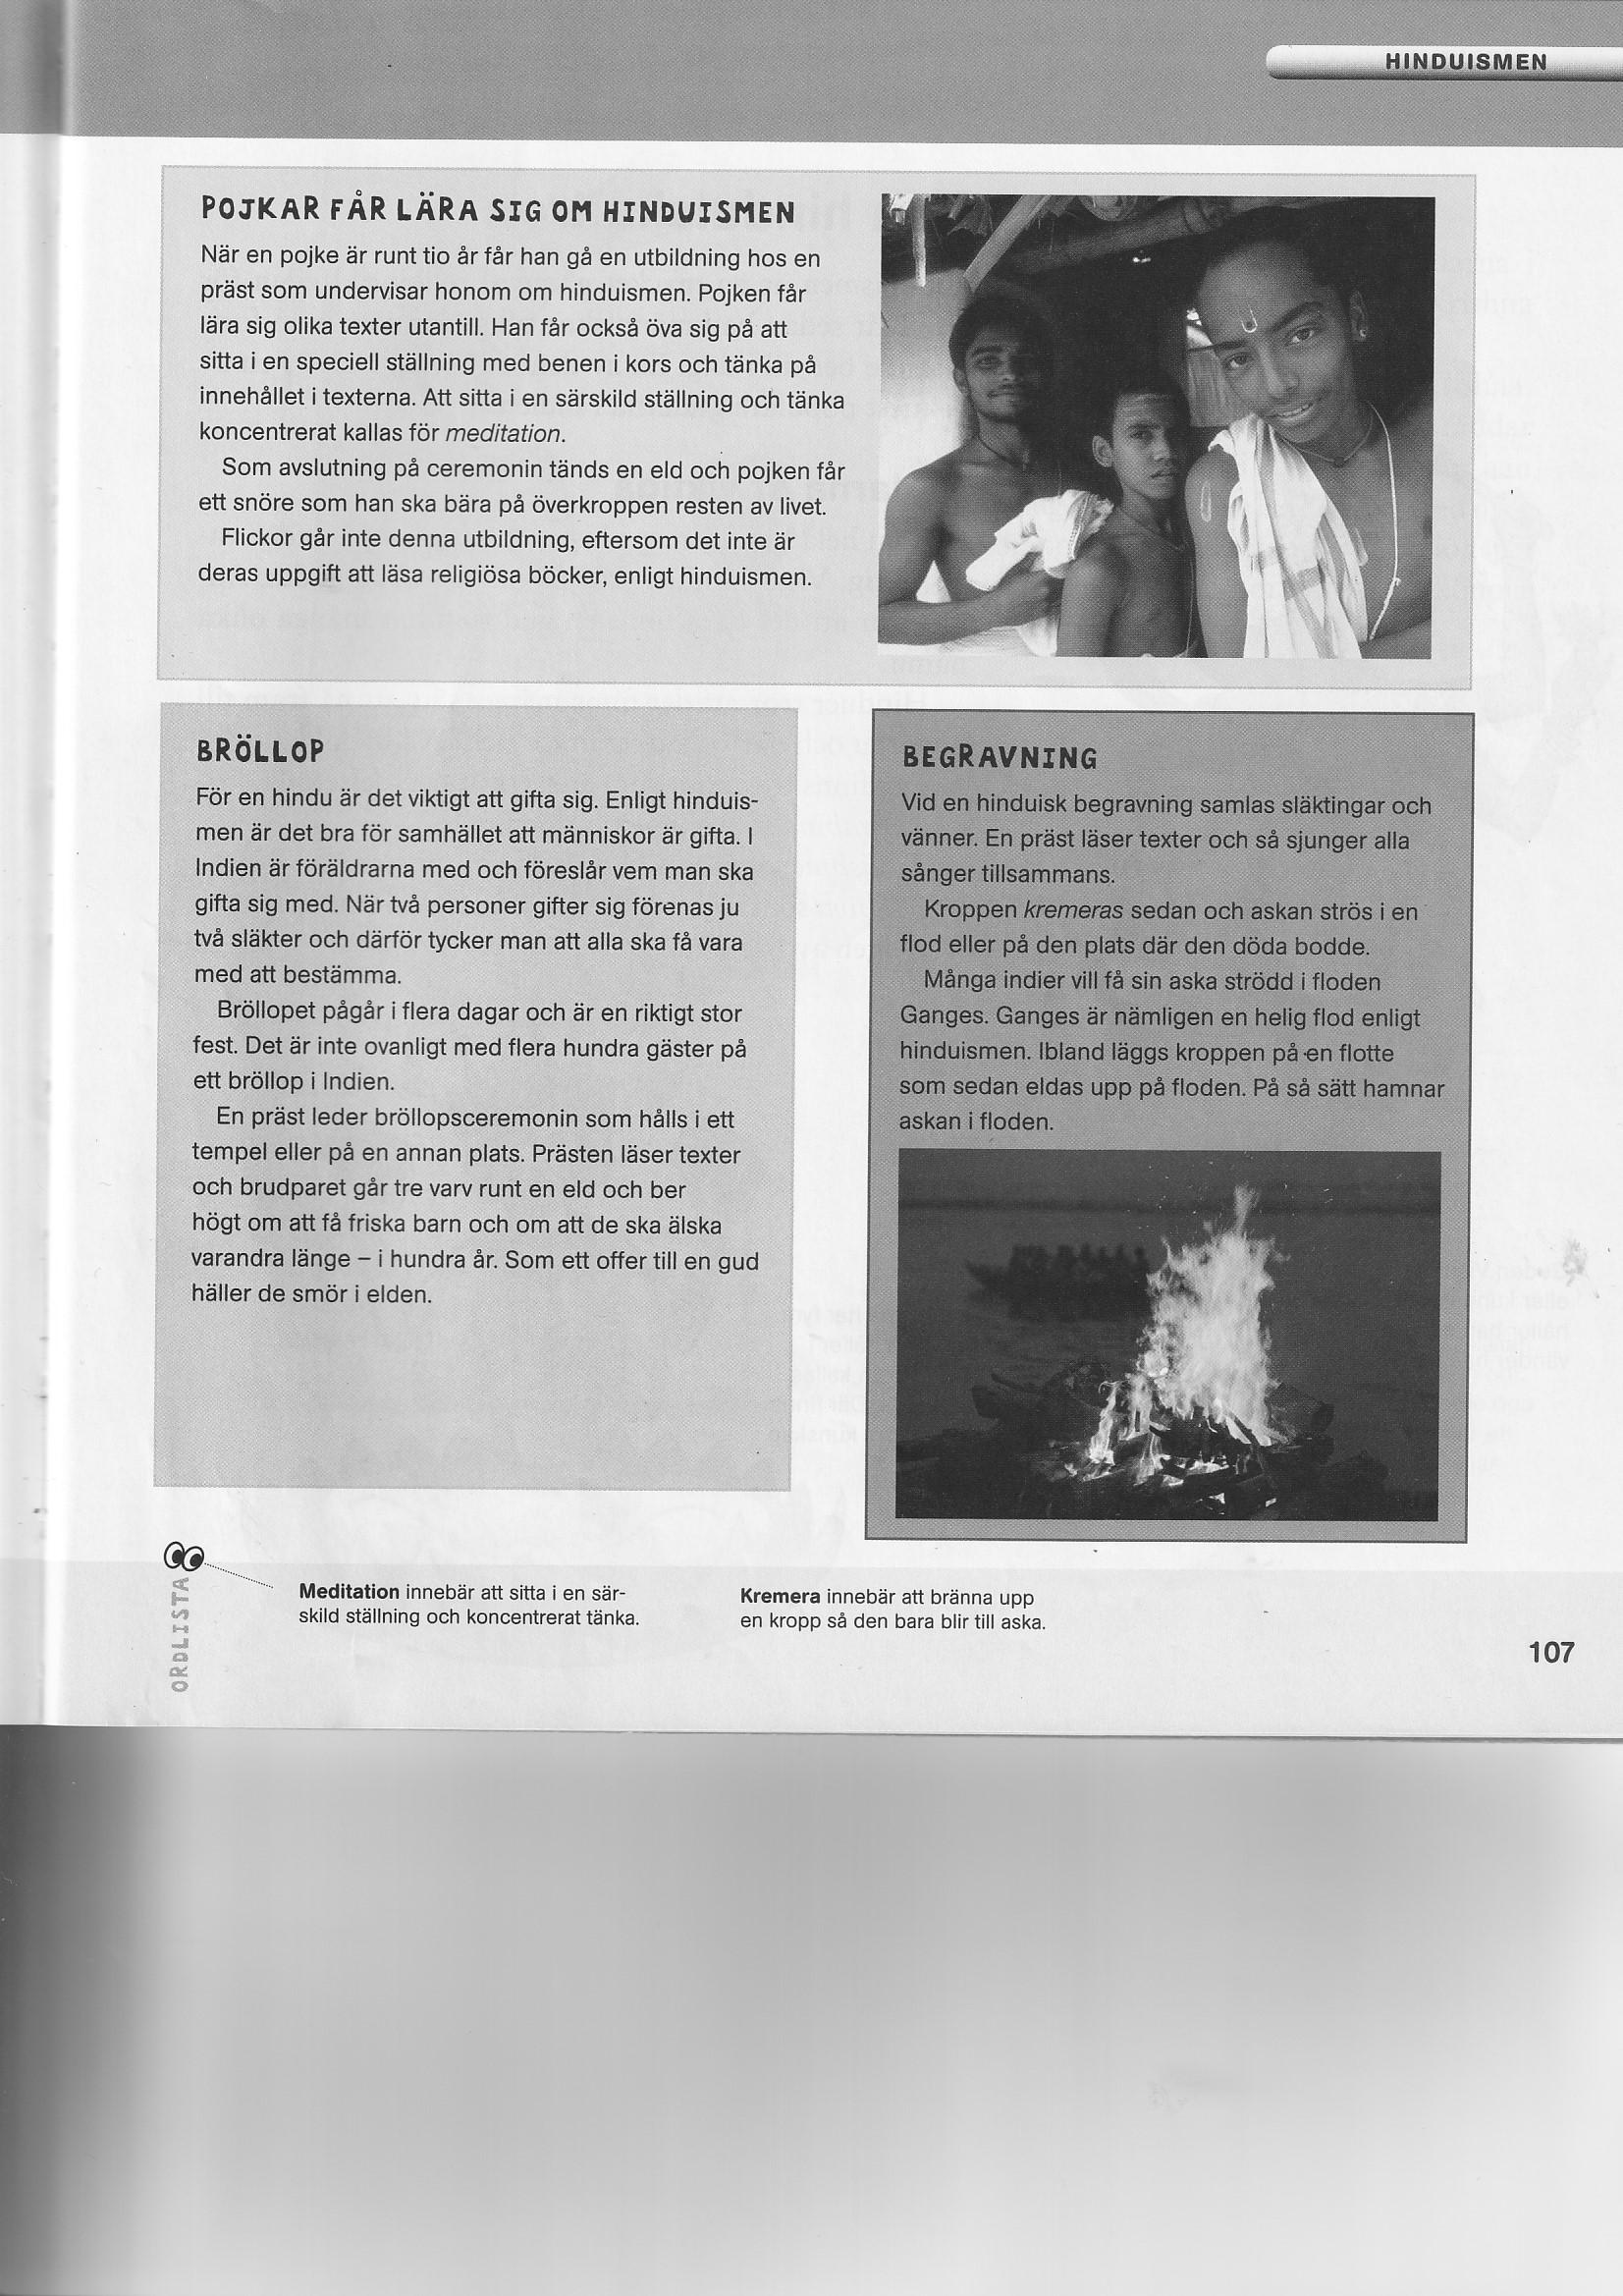 HINDUISMEN
POJKAR FÅR LÄRA SIG OM HINDUISMEN
När en pojke är runt tio år får han gå en utbildning hos en
präst som undervisar honom om hinduismen. Pojken får
lära sig olika texter utantill. Han får också öva sig på att
sitta i en speciell ställning med benen i kors och tänka på
innehållet i texterna. Att sitta i en särskild ställning och tänka
koncentrerat kallas för meditation.
Som avslutning på ceremonin tänds en eld och pojken får
ett snöre som han ska bära på överkroppen resten av livet.
Flickor går inte denna utbildning, eftersom det inte är
deras uppgift att läsa religiösa böcker, enligt hinduismen.
BRÖLLOP
För en hindu är det viktigt att gifta sig. Enligt hinduis-
men är det bra för samhället att människor är gifta. I
Indien är föräldrarna med och föreslår vem man ska
gifta sig med. När två personer gifter sig förenas ju
två släkter och därför tycker man att alla ska få vara
med att bestämma.
Bröllopet pågår i flera dagar och är en riktigt stor
fest. Det är inte ovanligt med flera hundra gäster på
ett bröllop i Indien.
En präst leder bröllopsceremonin som hålls i ett
tempel eller på en annan plats. Prästen läser texter
och brudparet går tre varv runt en eld och ber
högt om att få friska barn och om att de ska älska
varandra länge – i hundra år. Som ett offer till en gud
häller de smör i elden.
BEGRAVNING
Vid en hinduisk begravning samlas släktingar och
vänner. En präst läser texter och så sjunger alla
sånger tillsammans.
Kroppen kremeras sedan och askan strös i en
flod eller på den plats där den döda bodde.
Många indier vill få sin aska strödd i floden
Ganges. Ganges är nämligen en helig flod enligt
hinduismen. Ibland läggs kroppen på en flotte
som sedan eldas upp på floden. På så sätt hamnar
askan i floden.
ORDLISTA
Meditation innebär att sitta i en sär-
skild ställning och koncentrerat tänka.
Kremera innebär att bränna upp
en kropp så den bara blir till aska.
107